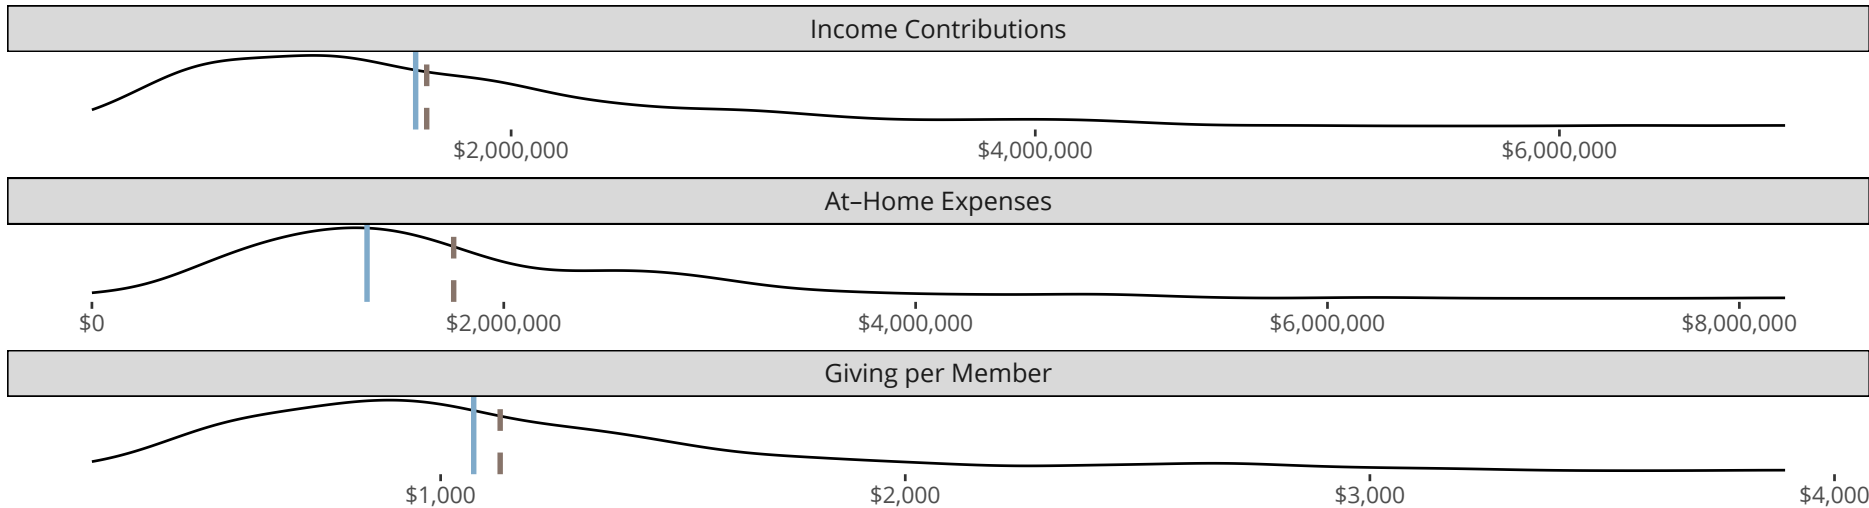 Income Contributions
$2,000,000 $4,000,000 $6,000,000
At–Home Expenses
$0 $2,000,000 $4,000,000 $6,000,000 $8,000,000
Giving per Member
$1,000 $2,000 $3,000 $4,000